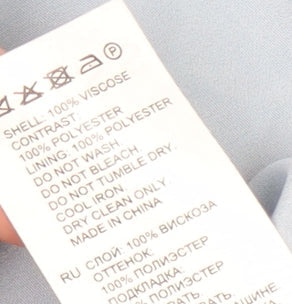 P
SHELL: 100% VISCOSE
CONTRAST:
100% POLYESTER
LINING: 100% POLYESTER
DO NOT WASH.
DO NOT BLEACH.
DO NOT TUMBLE DRY.
COOL IRON.
DRY CLEAN ONLY.
MADE IN CHINA
RU СЛОЙ: 100% ВИСКОЗА
ОТТЕНОК:
100% ПОЛИЭСТЕР
ПОДКЛАДКА:
ПОЛИЭСТЕР